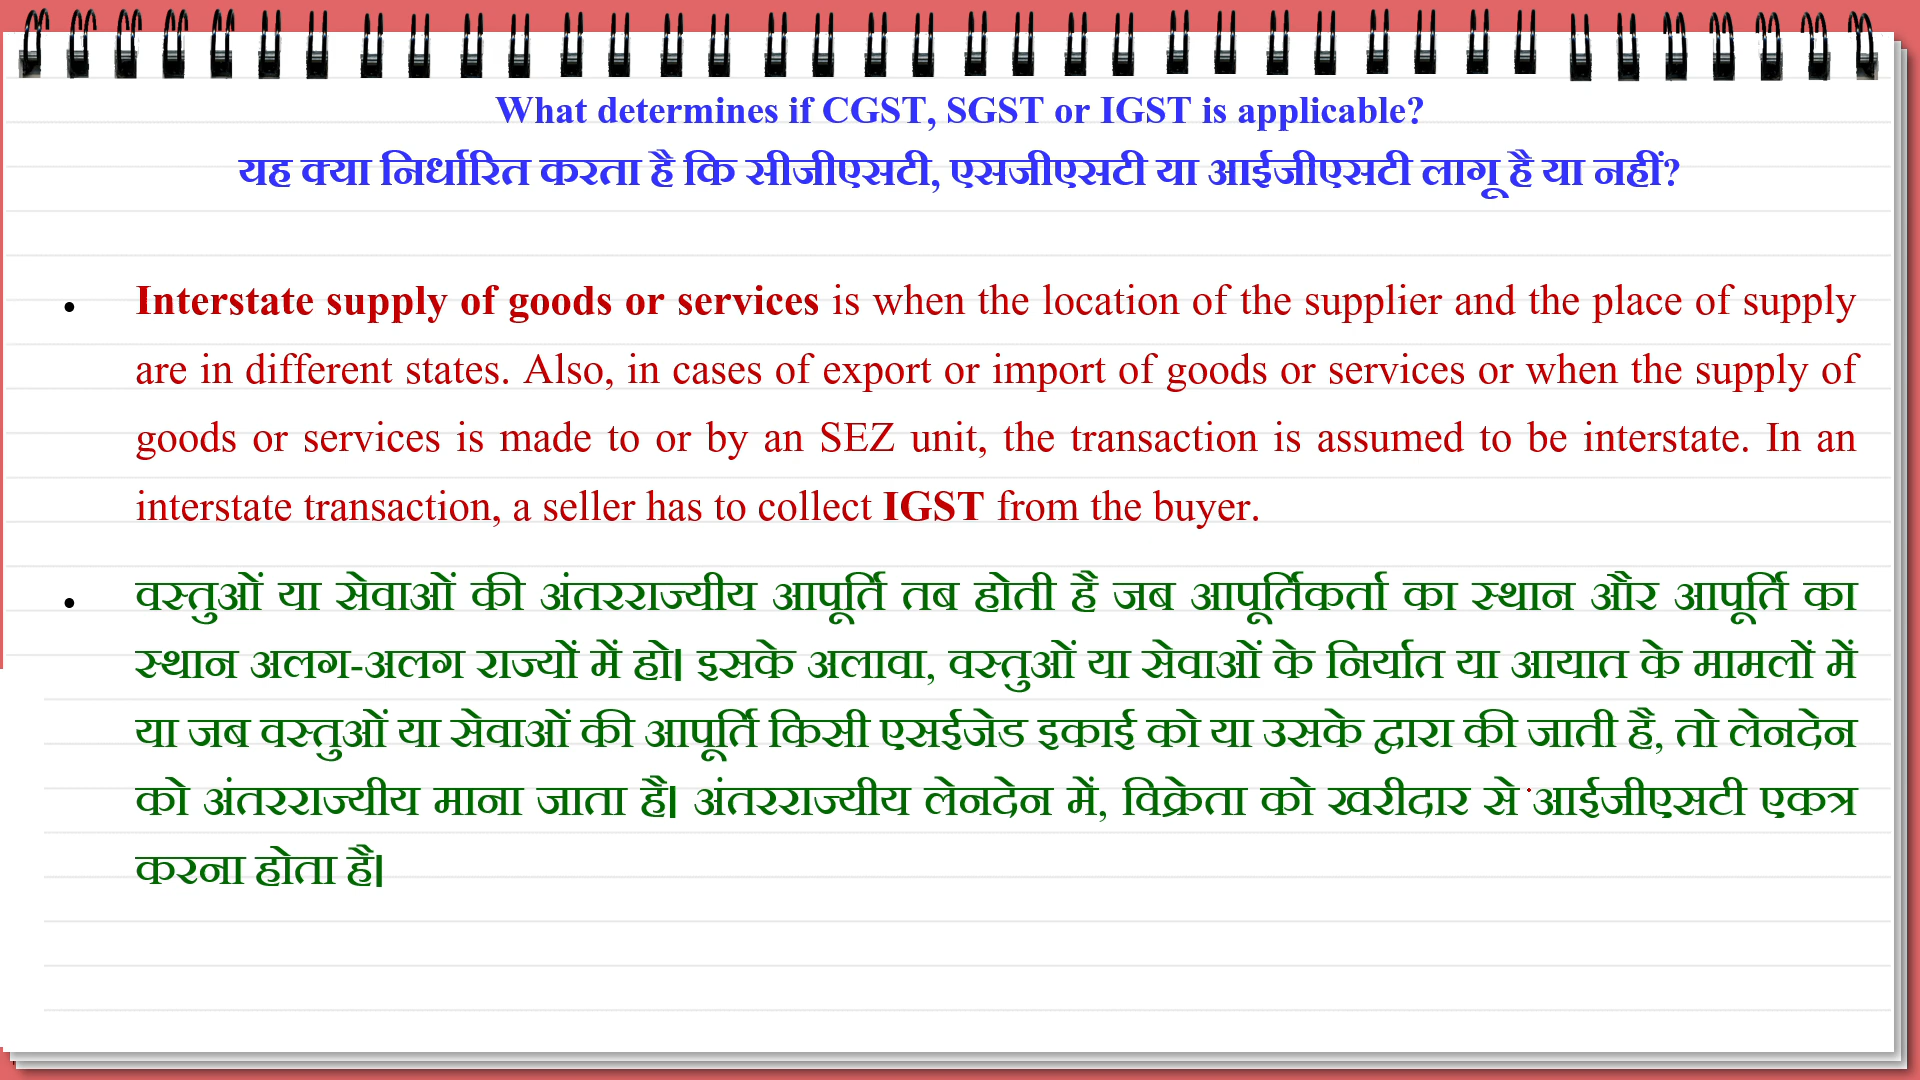 What determines if CGST, SGST or IGST is applicable?
यह क्या निर्धारित करता है कि सीजीएसटी, एसजीएसटी या आईजीएसटी लागू है या नहीं?
• Interstate supply of goods or services is when the location of the supplier and the place of supply
are in different states. Also, in cases of export or import of goods or services or when the supply of
goods or services is made to or by an SEZ unit, the transaction is assumed to be interstate. In an
interstate transaction, a seller has to collect IGST from the buyer.
• वस्तुओं या सेवाओं की अंतरराज्यीय आपूर्ति तब होती है जब आपूर्तिकर्ता का स्थान और आपूर्ति का
स्थान अलग-अलग राज्यों में हो। इसके अलावा, वस्तुओं या सेवाओं के निर्यात या आयात के मामलों में
या जब वस्तुओं या सेवाओं की आपूर्ति किसी एसईजेड इकाई को या उसके द्वारा की जाती है, तो लेनदेन
को अंतरराज्यीय माना जाता है। अंतरराज्यीय लेनदेन में, विक्रेता को खरीदार से आईजीएसटी एकत्र
करना होता है।